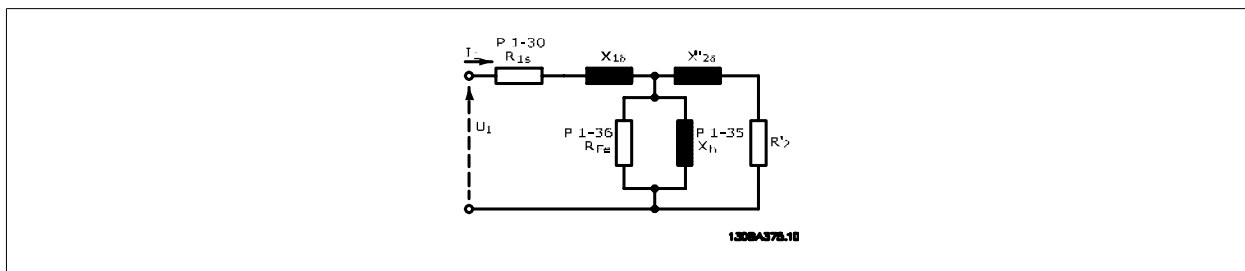 P 1-30
I1
R1s
X1δ
X'2δ
U1
P 1-36
RFe
P 1-35
Xh
R'2
130BA375.10